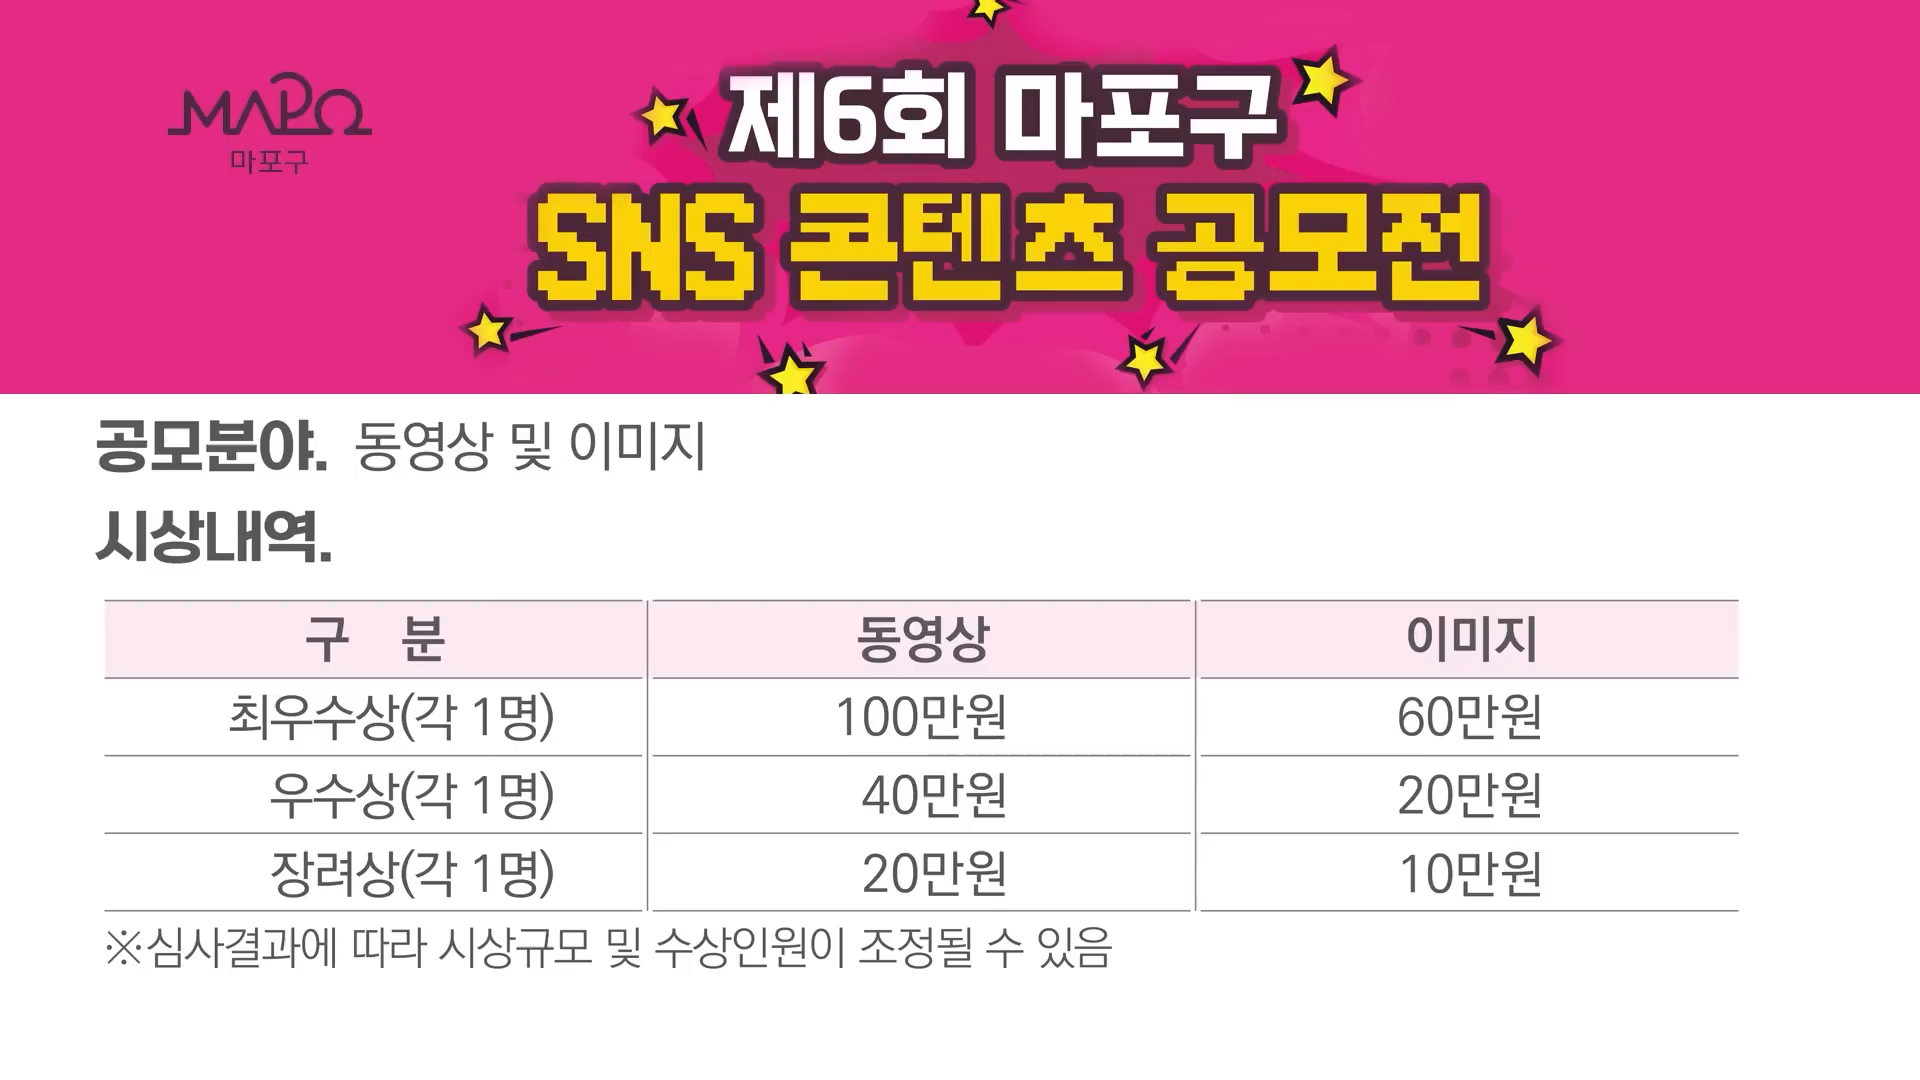 MAPO
마포구
제6회 마포구
SNS 콘텐츠 공모전
공모분야. 동영상 및 이미지
시상내역.
구 분 동영상 이미지
최우수상(각 1명) 100만원 60만원
우수상(각 1명) 40만원 20만원
장려상(각 1명) 20만원 10만원
※심사결과에 따라 시상규모 및 수상인원이 조정될 수 있음